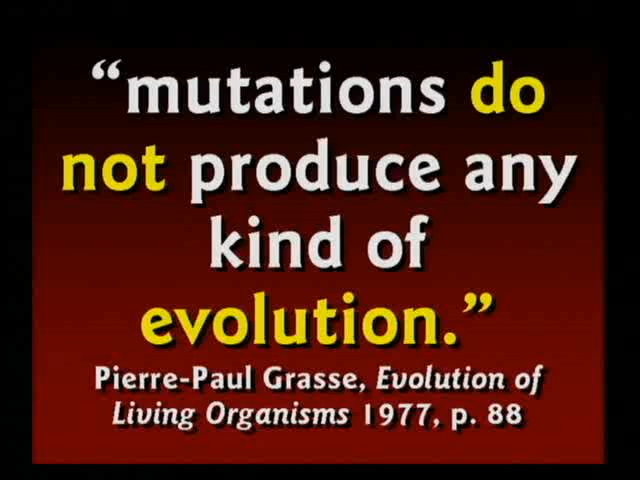 “mutations do
not produce any
kind of
evolution.”
Pierre-Paul Grasse, Evolution of
Living Organisms 1977, p. 88